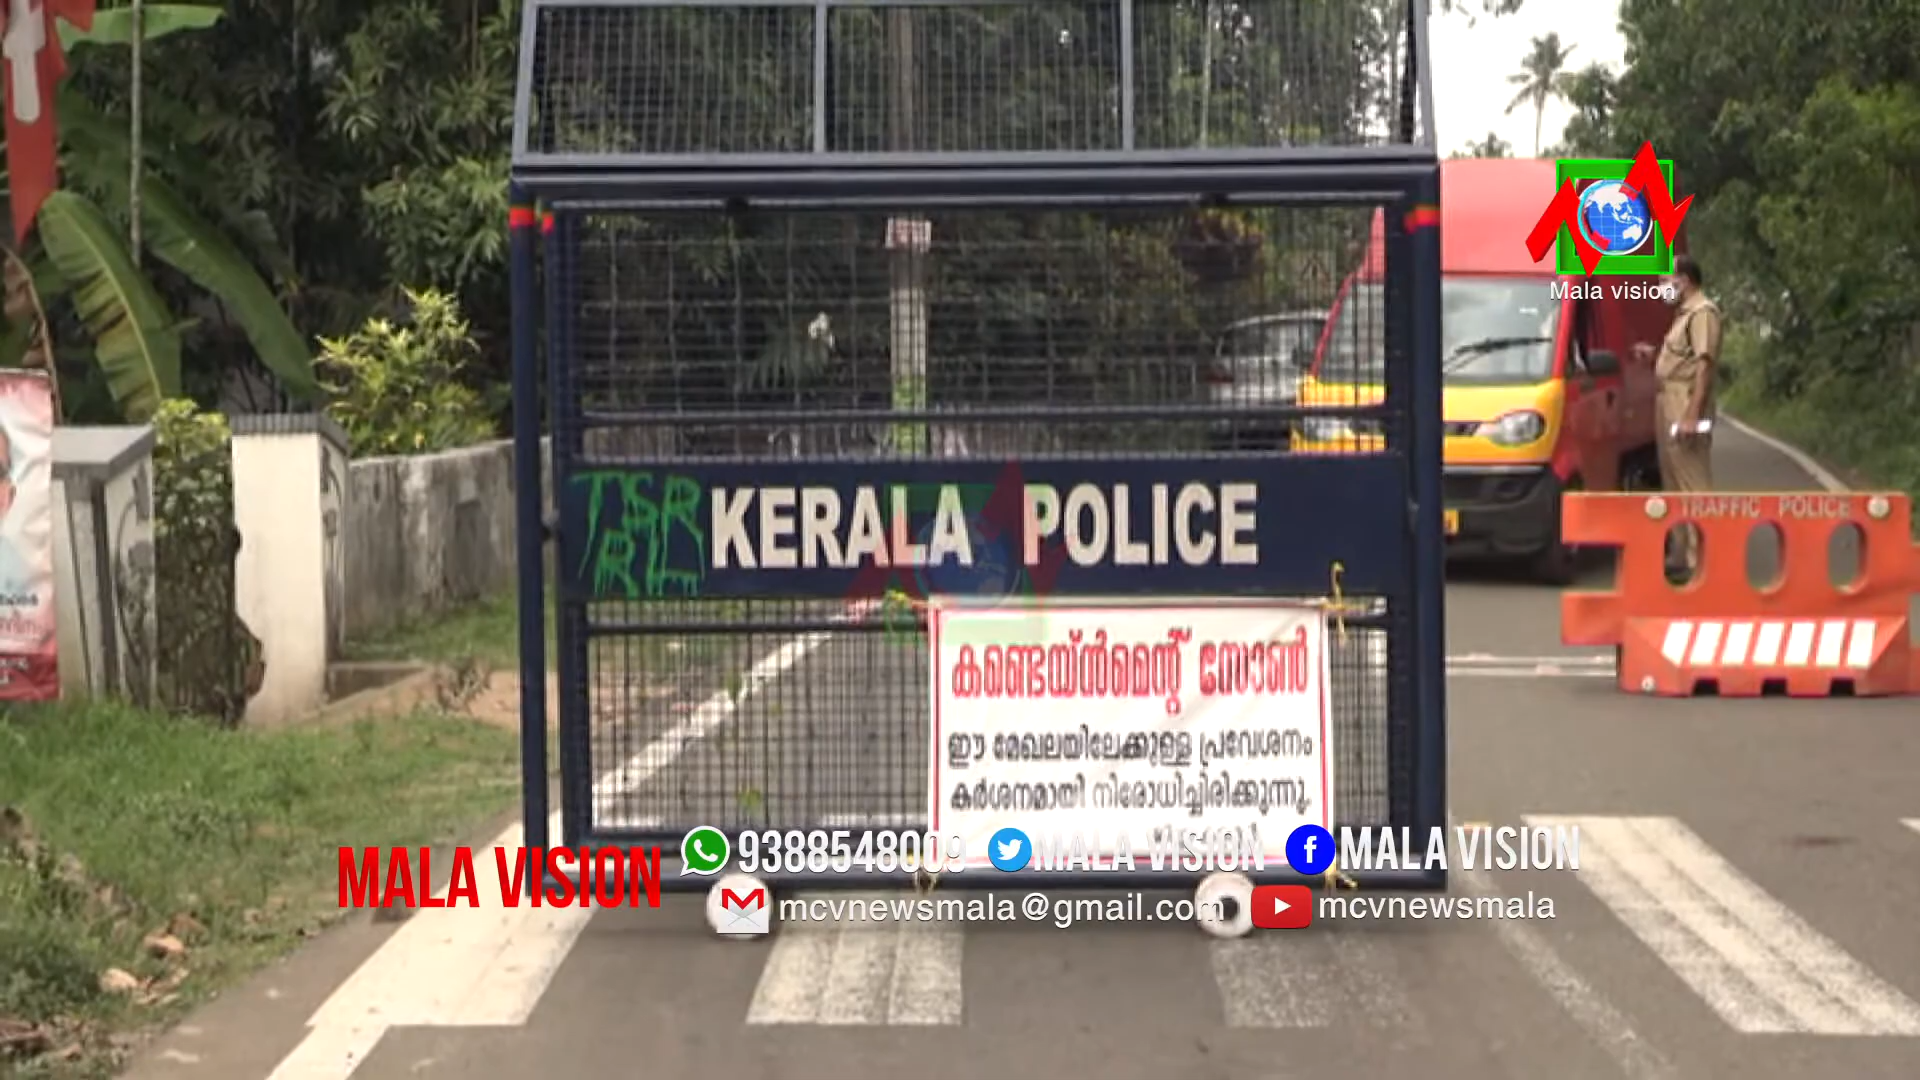 Mala vision
TRAFFIC POLICE
TSR
RL
KERALA POLICE
കണ്ടെയ്ൻമെന്റ് സോൺ
ഈ മേഖലയിലേക്കുള്ള പ്രവേശനം
കർശനമായി നിരോധിച്ചിരിക്കുന്നു.
MALA VISION
9388548009
MALA VISION
MALA VISION
mcvnewsmala@gmail.com
mcvnewsmala